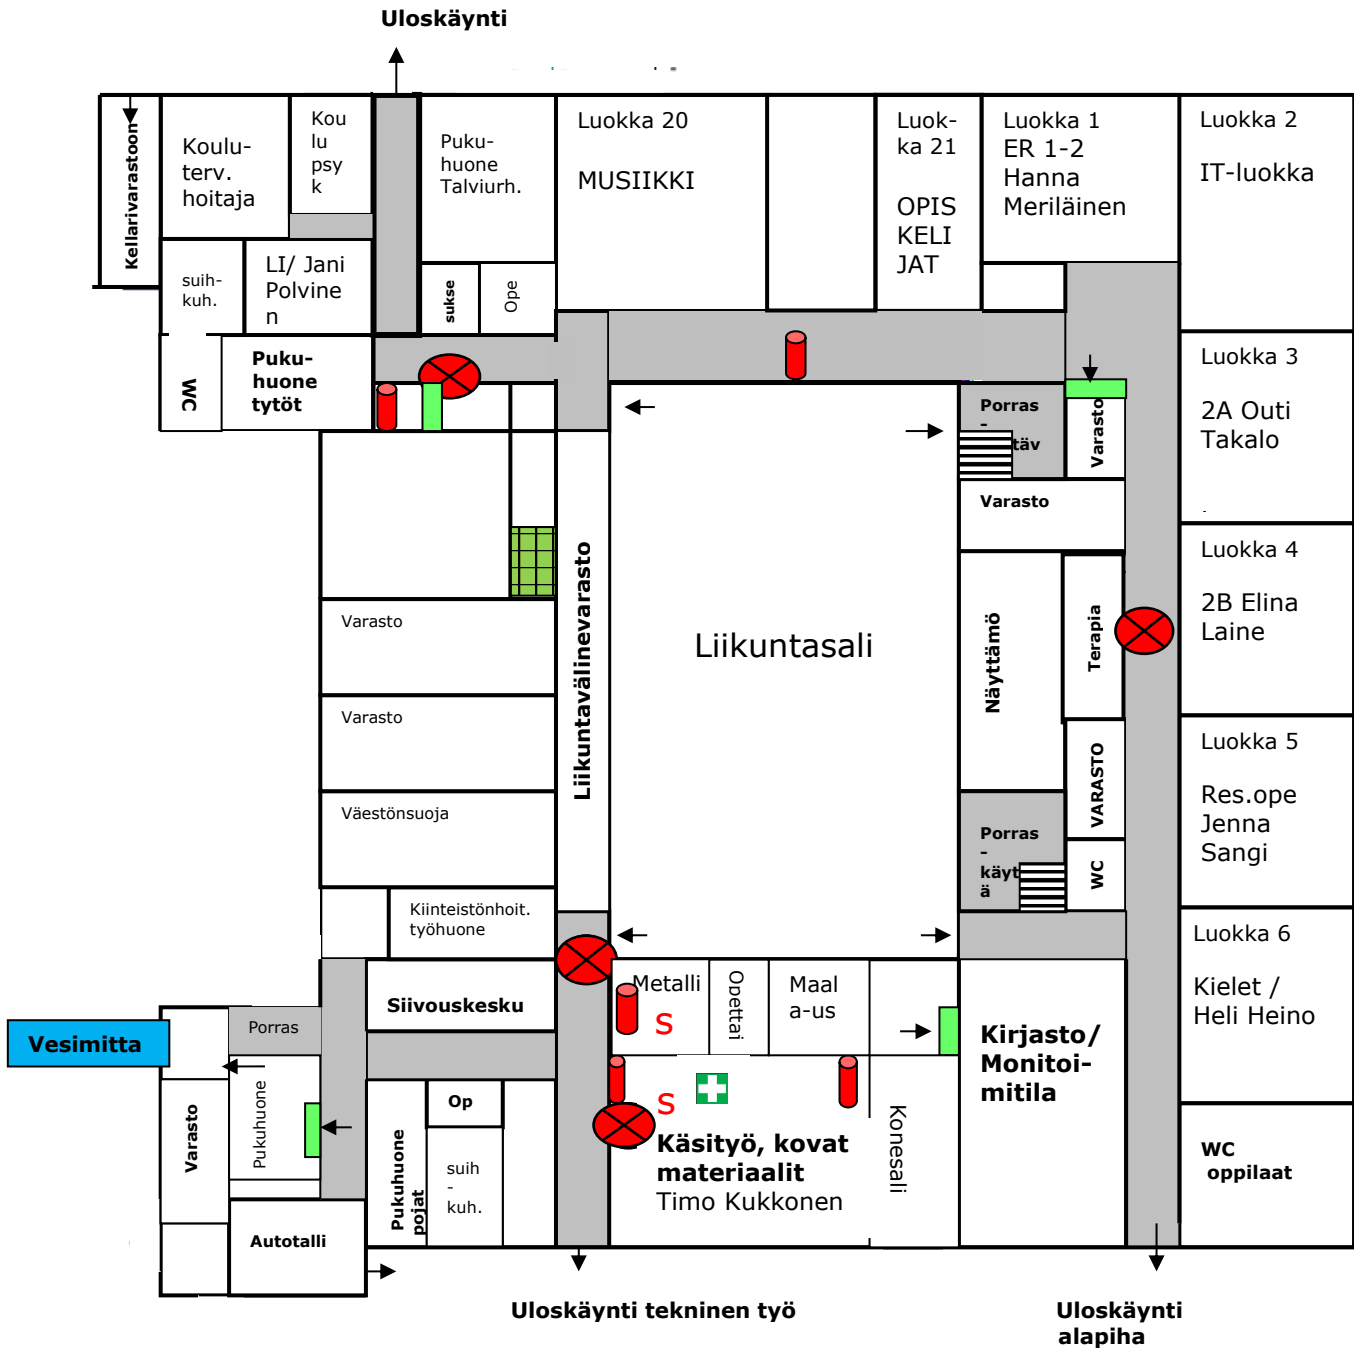 Uloskäynti
Kellarivarastoon
Koulu-
terv.
hoitaja
Kou
lu
psy
k
Puku-
huone
Talviurh.
Luokka 20
MUSIIKKI
Luok-
ka 21
OPIS
KELI
JAT
Luokka 1
ER 1-2
Hanna
Meriläinen
Luokka 2
IT-luokka
suih-
kuh.
LI/ Jani
Polvine
n
sukse
Ope
WC
Puku-
huone
tytöt
Luokka 3
2A Outi
Takalo
Porras
-
täv
Varasto
Varasto
Luokka 4
2B Elina
Laine
Liikuntavälinevarasto
Liikuntasali
Näyttämö
Terapia
Varasto
Varasto
Väestönsuoja
VARASTO
Luokka 5
Res.ope
Jenna
Sangi
Porras
-
käyt
ä
WC
Kiinteistönhoit.
työhuone
Luokka 6
Kielet /
Heli Heino
Siivouskesku
Metalli
S
Opettai
Maal
a-us
Kirjasto/
Monitoi-
mitila
Vesimitta
Porras
Varasto
Pukuhuone
Pukuhuone
pojat
Op
suih
-
kuh.
S
Käsityö, kovat
materiaalit
Timo Kukkonen
Konesali
WC
oppilaat
Autotalli
Uloskäynti tekninen työ
Uloskäynti
alapiha